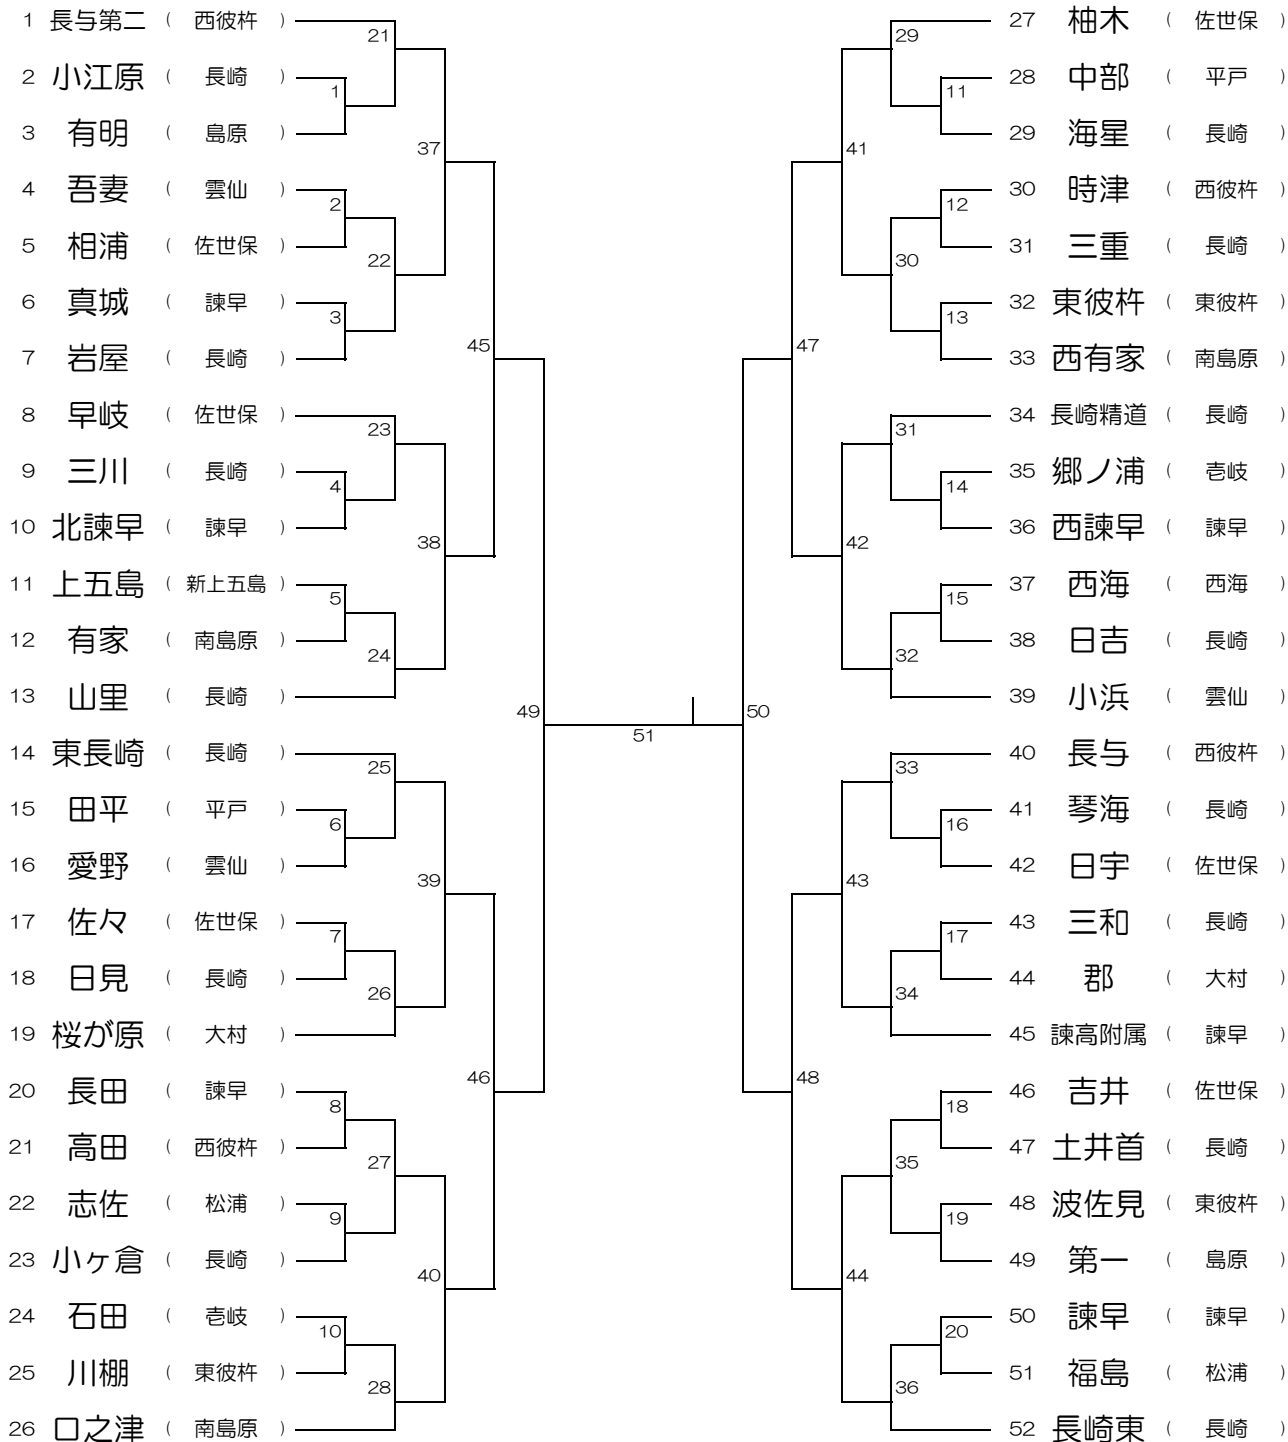 1 長与第二 ( 西彼杵 )
2 小江原 ( 長崎 )
3 有明 ( 島原 )
4 吾妻 ( 雲仙 )
5 相浦 ( 佐世保 )
6 真城 ( 諫早 )
7 岩屋 ( 長崎 )
8 早岐 ( 佐世保 )
9 三川 ( 長崎 )
10 北諫早 ( 諫早 )
11 上五島 ( 新上五島 )
12 有家 ( 南島原 )
13 山里 ( 長崎 )
14 東長崎 ( 長崎 )
15 田平 ( 平戸 )
16 愛野 ( 雲仙 )
17 佐々 ( 佐世保 )
18 日見 ( 長崎 )
19 桜が原 ( 大村 )
20 長田 ( 諫早 )
21 高田 ( 西彼杵 )
22 志佐 ( 松浦 )
23 小ヶ倉 ( 長崎 )
24 石田 ( 壱岐 )
25 川棚 ( 東彼杵 )
26 口之津 ( 南島原 )
1
2
3
4
5
6
7
8
9
10
21
22
23
24
25
26
27
28
37
38
39
40
45
46
49
51
50
47
48
41
42
43
44
29
30
31
32
33
34
35
36
11
12
13
14
15
16
17
18
19
20
27 柚木 ( 佐世保 )
28 中部 ( 平戸 )
29 海星 ( 長崎 )
30 時津 ( 西彼杵 )
31 三重 ( 長崎 )
32 東彼杵 ( 東彼杵 )
33 西有家 ( 南島原 )
34 長崎精道 ( 長崎 )
35 郷ノ浦 ( 壱岐 )
36 西諫早 ( 諫早 )
37 西海 ( 西海 )
38 日吉 ( 長崎 )
39 小浜 ( 雲仙 )
40 長与 ( 西彼杵 )
41 琴海 ( 長崎 )
42 日宇 ( 佐世保 )
43 三和 ( 長崎 )
44 郡 ( 大村 )
45 諫高附属 ( 諫早 )
46 吉井 ( 佐世保 )
47 土井首 ( 長崎 )
48 波佐見 ( 東彼杵 )
49 第一 ( 島原 )
50 諫早 ( 諫早 )
51 福島 ( 松浦 )
52 長崎東 ( 長崎 )